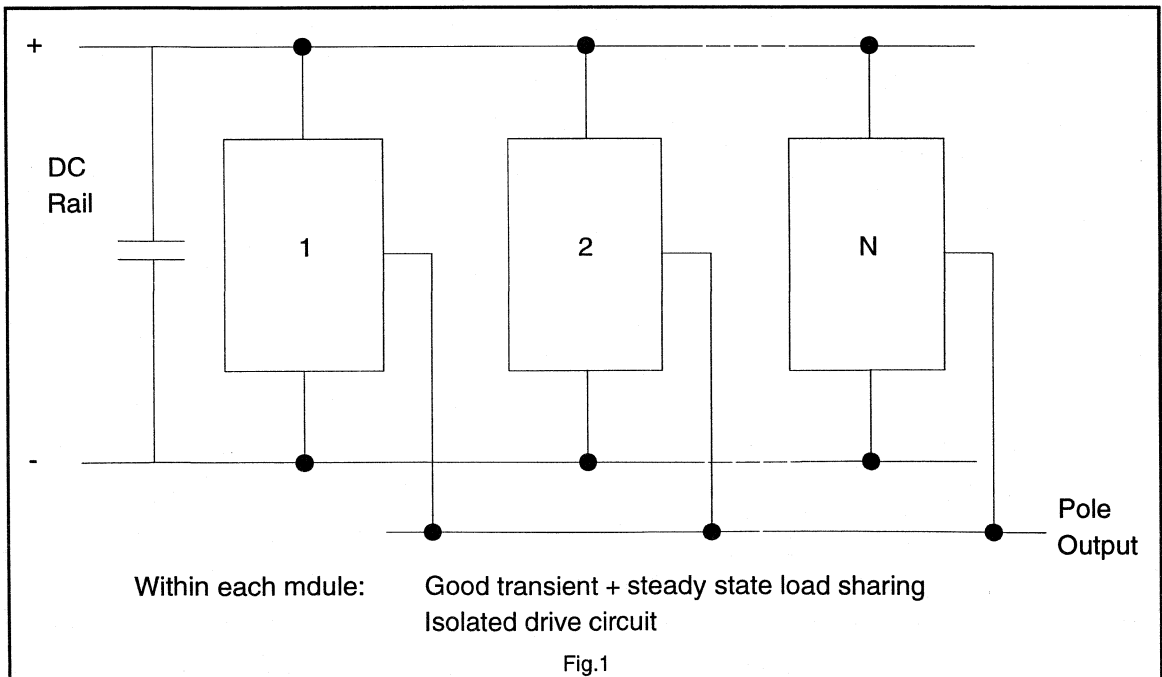 +
DC
Rail
1
2
N
-
Pole
Output
Within each mdule: Good transient + steady state load sharing
Isolated drive circuit
Fig.1